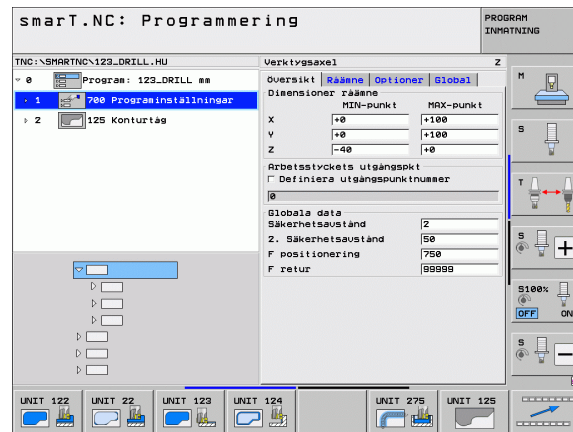 smarT.NC: Programmering
PROGRAM
INMATNING
TNC:\SMARTNC\123_DRILL.HU
Verktygsaxel Z
0 Program: 123_DRILL mm
1 700 Programinställningar
2 125 Konturtåg
Översikt Råämne Optioner Global
Dimensioner råämne
MIN-punkt MAX-punkt
X +0 +100
Y +0 +100
Z -40 +0
Arbetsstyckets utgångspkt
Definiera utgångspunktnummer
0
Globala data
Säkerhetsavstånd 2
2. Säkerhetsavstånd 50
F positionering 750
F retur 99999
M
S
T
S
+
S100%
OFF ON
S
-
UNIT 122
UNIT 22
UNIT 123
UNIT 124
UNIT 275
UNIT 125